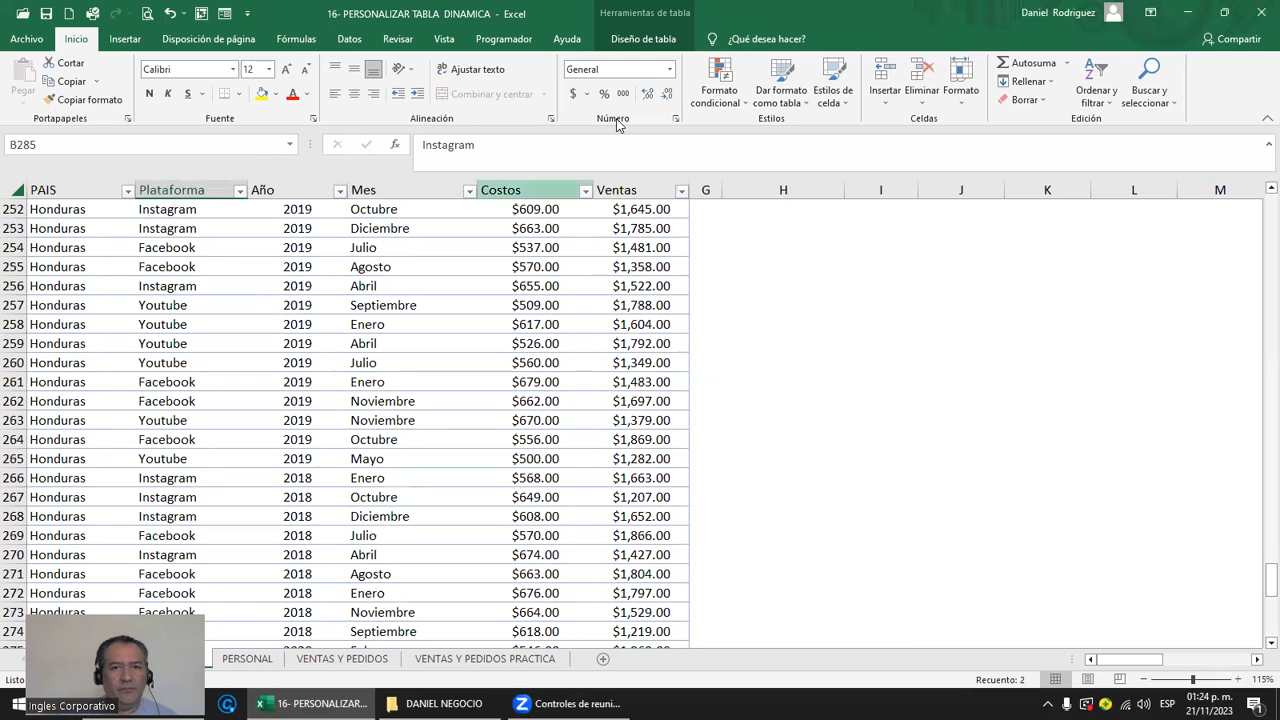 16- PERSONALIZAR TABLA DINAMICA - Excel
Herramientas de tabla
Daniel Rodriguez
Archivo Inicio Insertar Disposición de página Fórmulas Datos Revisar Vista Programador Ayuda Diseño de tabla ¿Qué desea hacer? Compartir
Pegar
Cortar
Copiar
Copiar formato
Portapapeles
Calibri 12
N K S
Fuente
Ajustar texto
Combinar y centrar
Alineación
General
$ % 000
Número
Formato condicional
Dar formato como tabla
Estilos de celda
Estilos
Insertar Eliminar Formato
Celdas
Autosuma
Rellenar
Borrar
Ordenar y filtrar
Buscar y seleccionar
Edición
B285 fx Instagram
PAIS Plataforma Año Mes Costos Ventas G H I J K L M
252 Honduras Instagram 2019 Octubre $609.00 $1,645.00
253 Honduras Instagram 2019 Diciembre $663.00 $1,785.00
254 Honduras Facebook 2019 Julio $537.00 $1,481.00
255 Honduras Facebook 2019 Agosto $570.00 $1,358.00
256 Honduras Instagram 2019 Abril $655.00 $1,522.00
257 Honduras Youtube 2019 Septiembre $509.00 $1,788.00
258 Honduras Youtube 2019 Enero $617.00 $1,604.00
259 Honduras Youtube 2019 Abril $526.00 $1,792.00
260 Honduras Youtube 2019 Julio $560.00 $1,349.00
261 Honduras Facebook 2019 Enero $679.00 $1,483.00
262 Honduras Facebook 2019 Noviembre $662.00 $1,697.00
263 Honduras Youtube 2019 Noviembre $670.00 $1,379.00
264 Honduras Facebook 2019 Octubre $556.00 $1,869.00
265 Honduras Youtube 2019 Mayo $500.00 $1,282.00
266 Honduras Instagram 2018 Enero $568.00 $1,663.00
267 Honduras Instagram 2018 Octubre $649.00 $1,207.00
268 Honduras Instagram 2018 Diciembre $608.00 $1,652.00
269 Honduras Facebook 2018 Julio $570.00 $1,866.00
270 Honduras Instagram 2018 Abril $674.00 $1,427.00
271 Honduras Facebook 2018 Agosto $663.00 $1,804.00
272 Honduras Facebook 2018 Enero $676.00 $1,797.00
273 Honduras Facebook 2018 Noviembre $664.00 $1,529.00
274 2018 Septiembre $618.00 $1,219.00
PERSONAL VENTAS Y PEDIDOS VENTAS Y PEDIDOS PRACTICA
Listo Recuento: 2 115%
Ingles Corporativo
16- PERSONALIZAR... DANIEL NEGOCIO Controles de reuni... ESP 01:24 p. m.
21/11/2023